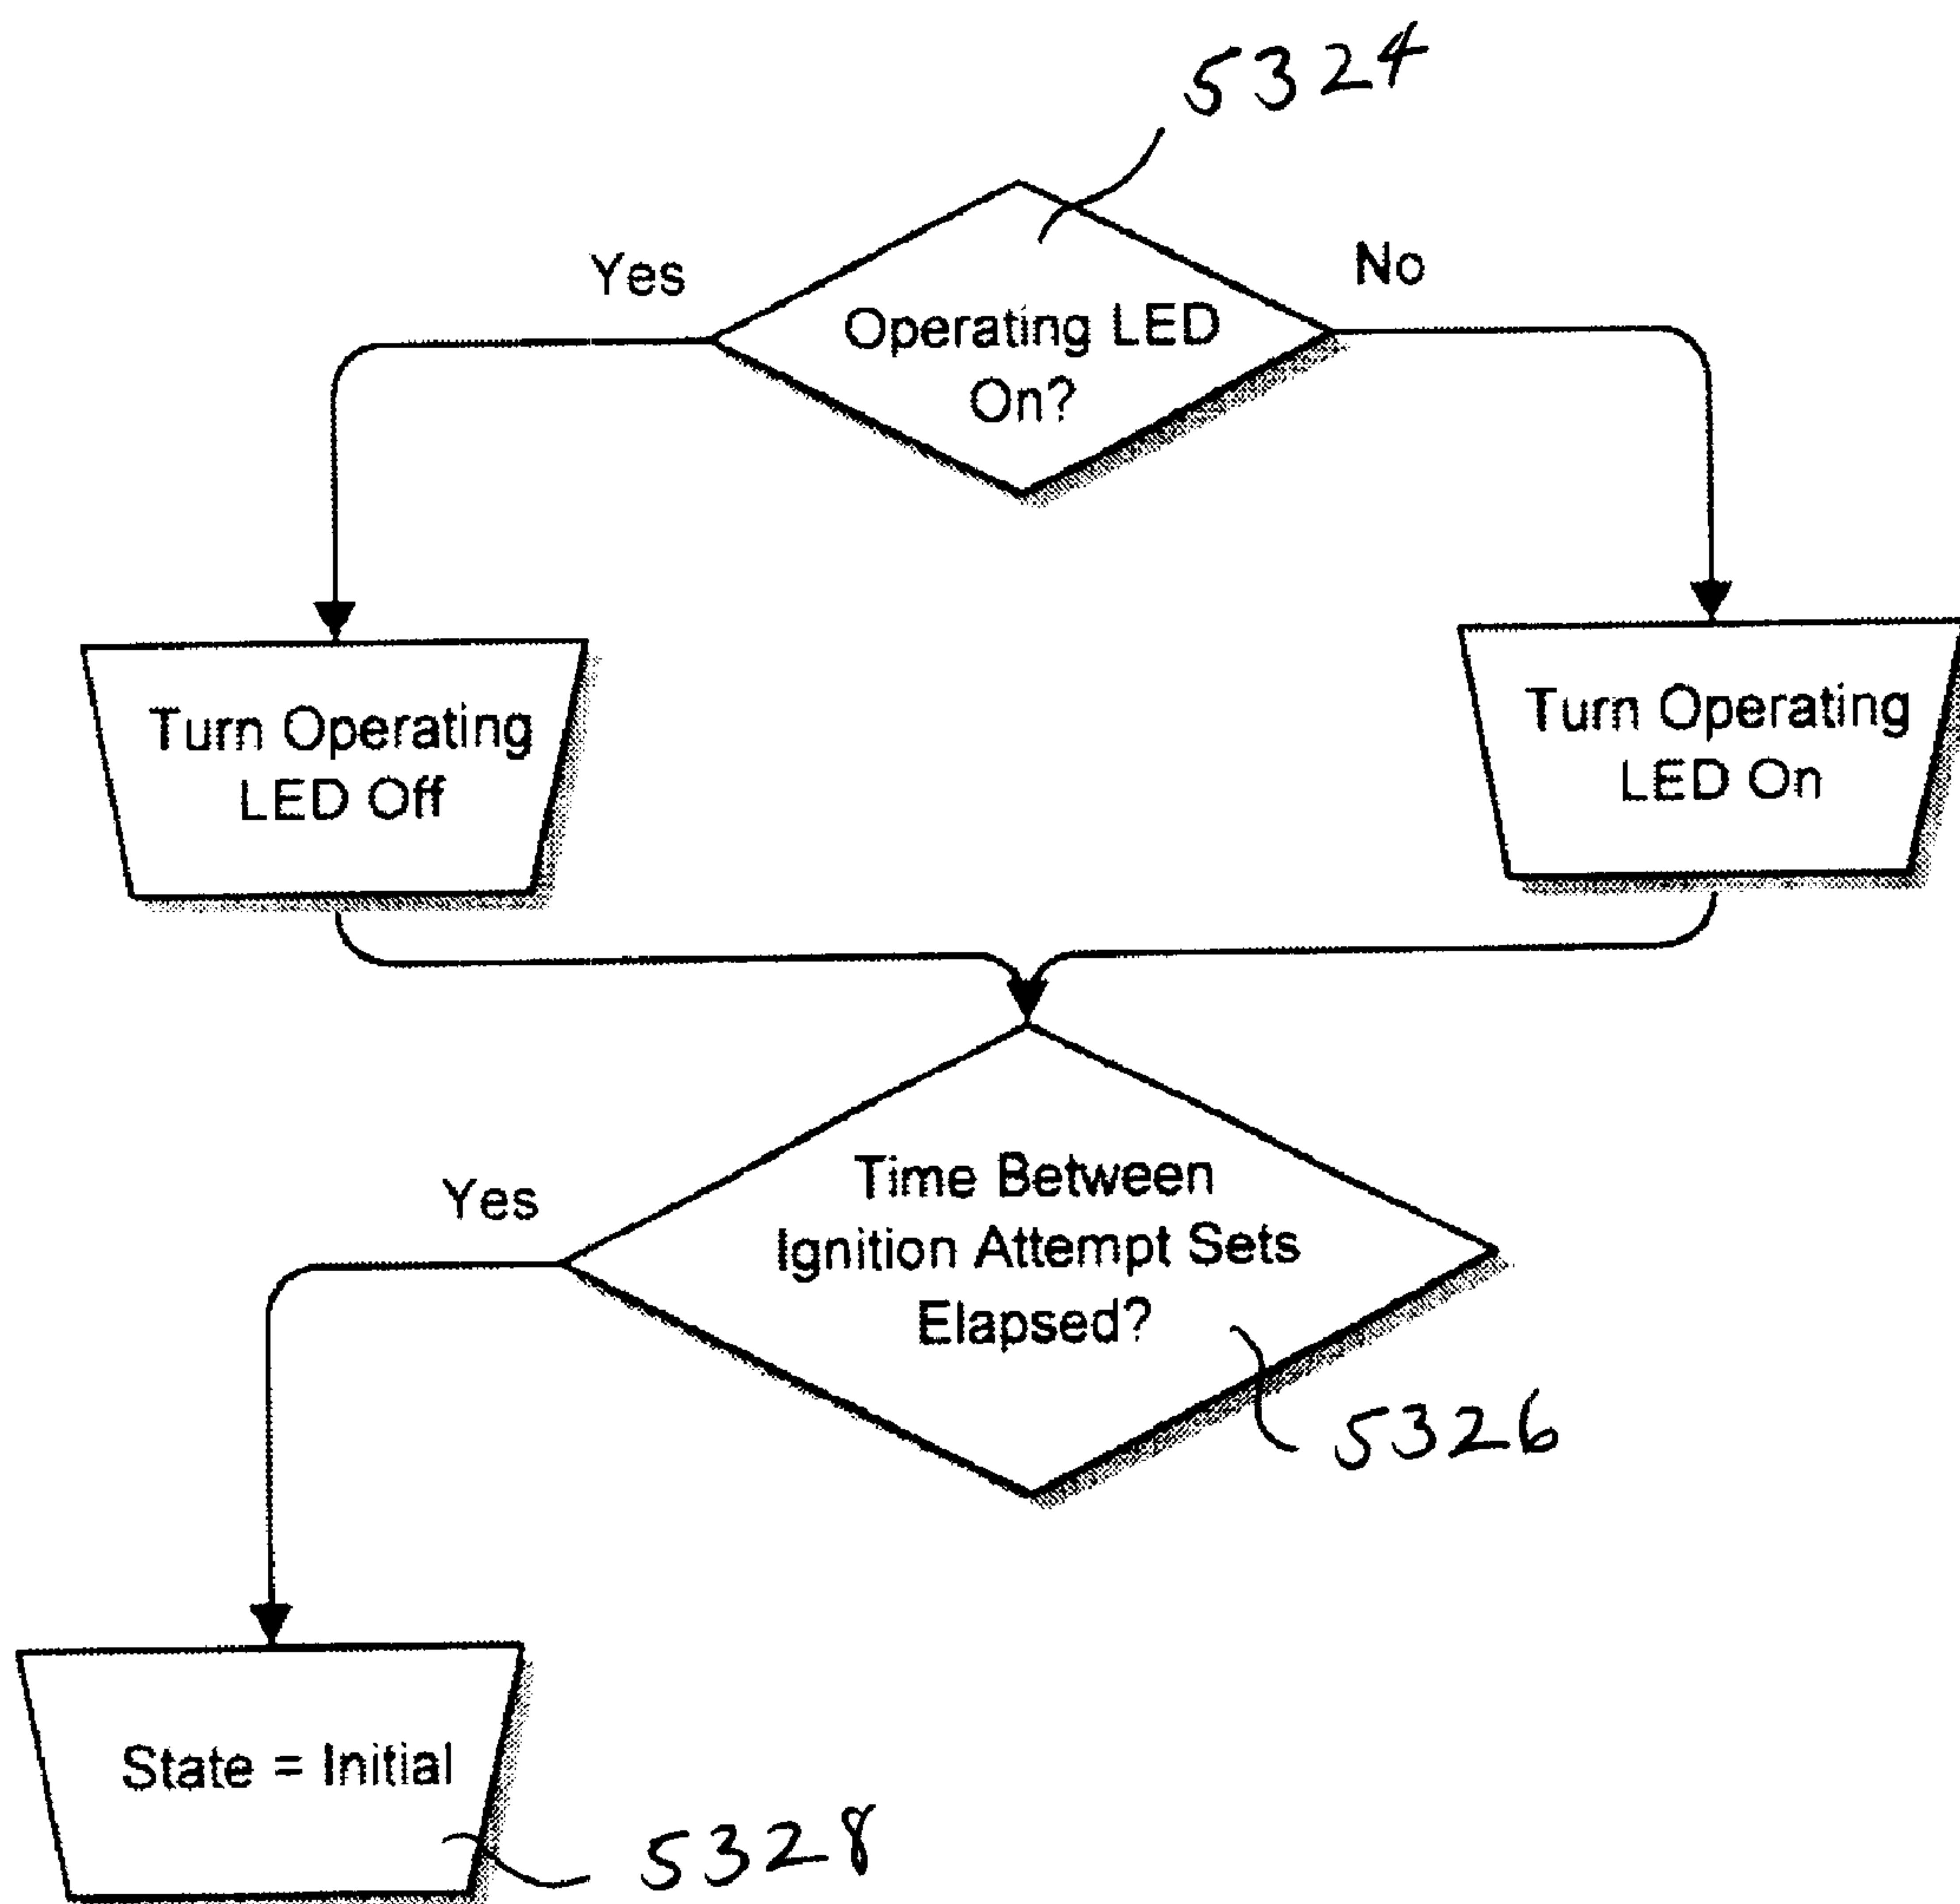 5324
Yes
No
Operating LED
On?
Turn Operating
LED Off
Turn Operating
LED On
Yes
Time Between
Ignition Attempt Sets
Elapsed?
5326
State = Initial
5328